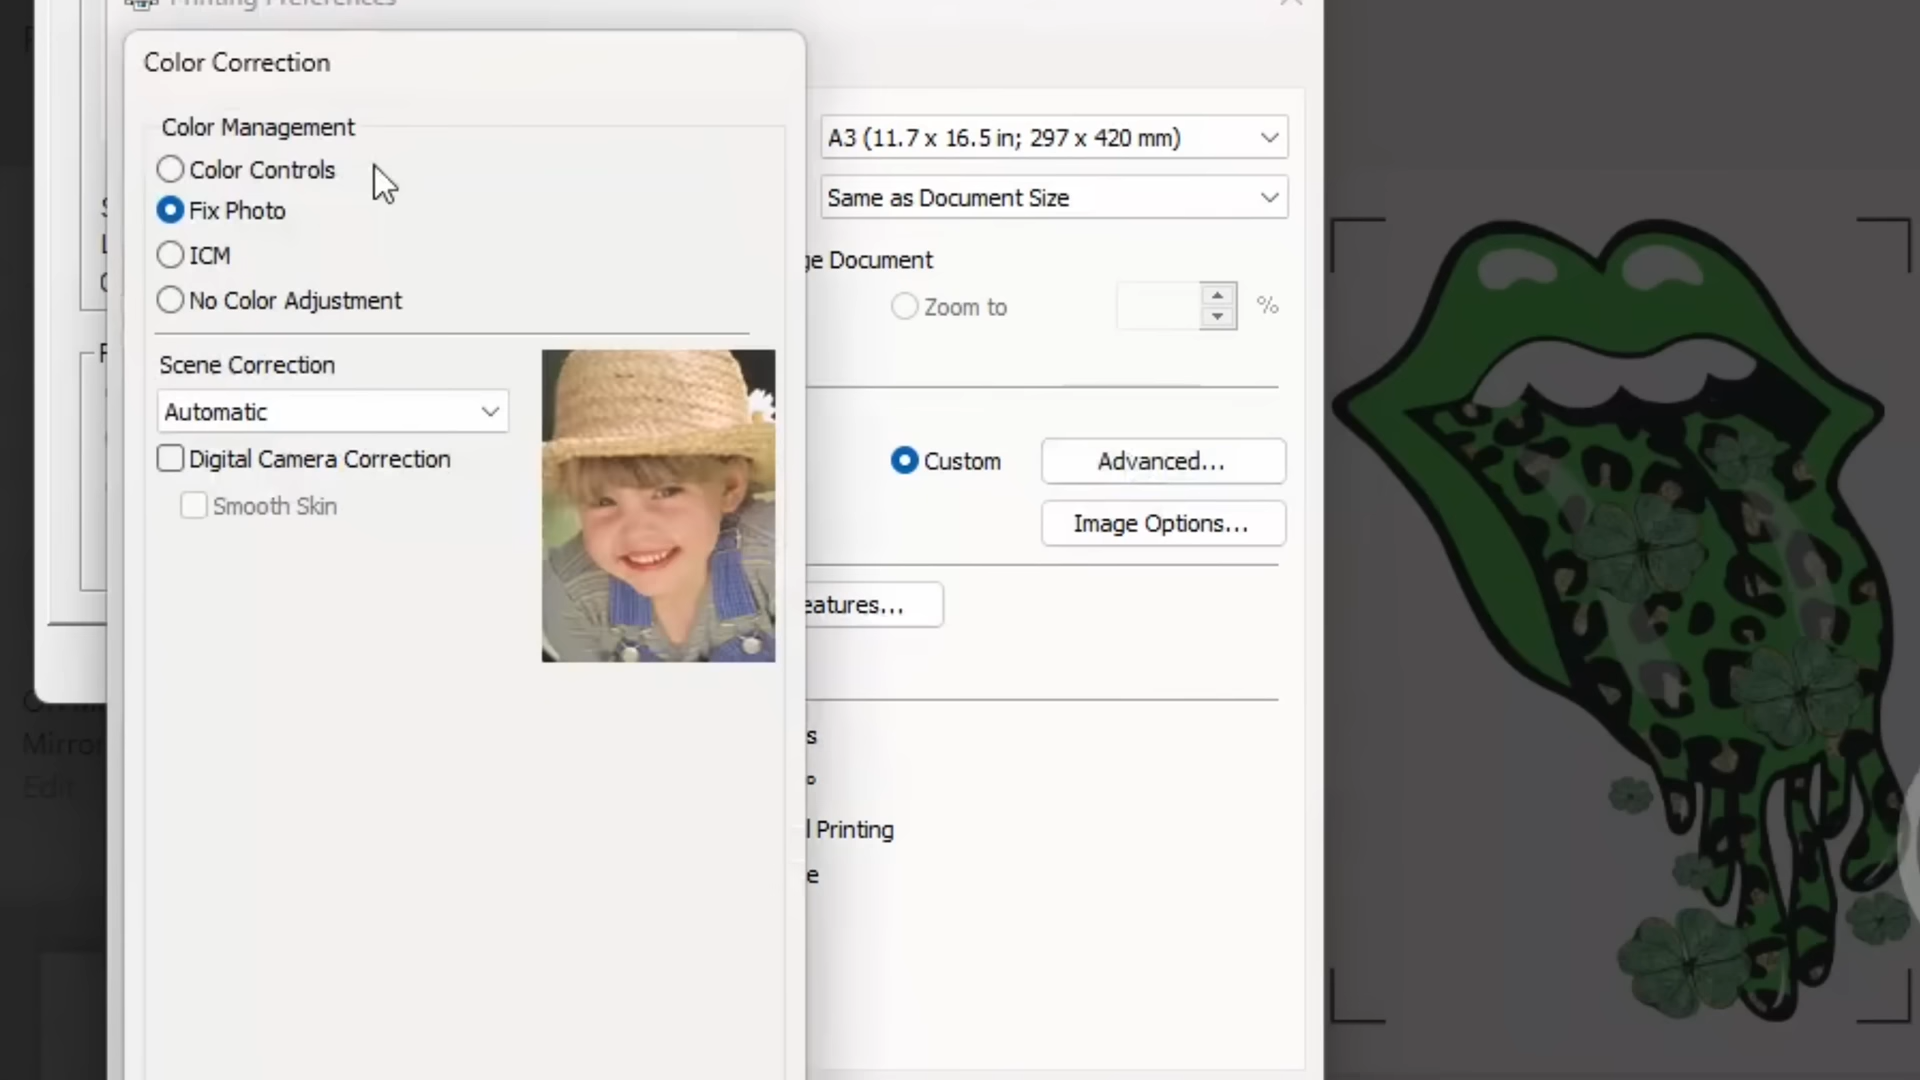 Printing Preferences
Color Correction
Color Management
Color Controls
Fix Photo
ICM
No Color Adjustment
Scene Correction
Automatic
Digital Camera Correction
Smooth Skin
A3 (11.7 x 16.5 in; 297 x 420 mm)
Same as Document Size
ge Document
Zoom to
%
Custom
Advanced...
Image Options...
eatures...
s
°
l Printing
e
Mirror
Edit